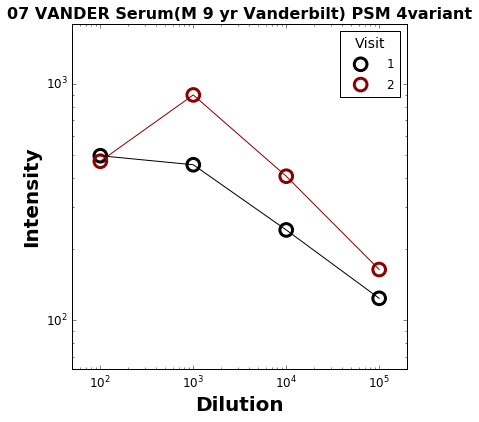 07 VANDER Serum(M 9 yr Vanderbilt) PSM 4variant
Visit
1
2
Intensity
10³
10²
10² 10³ 10⁴ 10⁵
Dilution